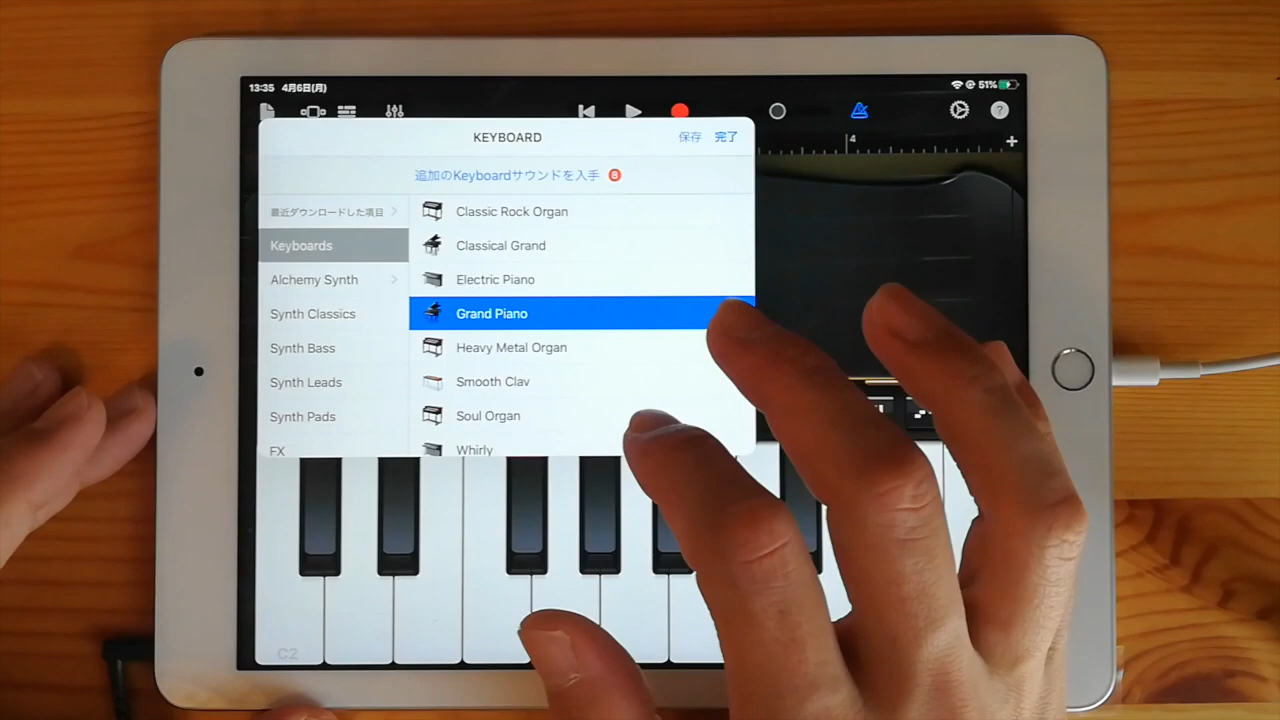 13:35 4月6日(月)
51%
?
4
+
KEYBOARD
保存 完了
追加のKeyboardサウンドを入手 8
最近ダウンロードした項目
Keyboards
Alchemy Synth
Synth Classics
Synth Bass
Synth Leads
Synth Pads
FX
Classic Rock Organ
Classical Grand
Electric Piano
Grand Piano
Heavy Metal Organ
Smooth Clav
Soul Organ
Whirly
C2